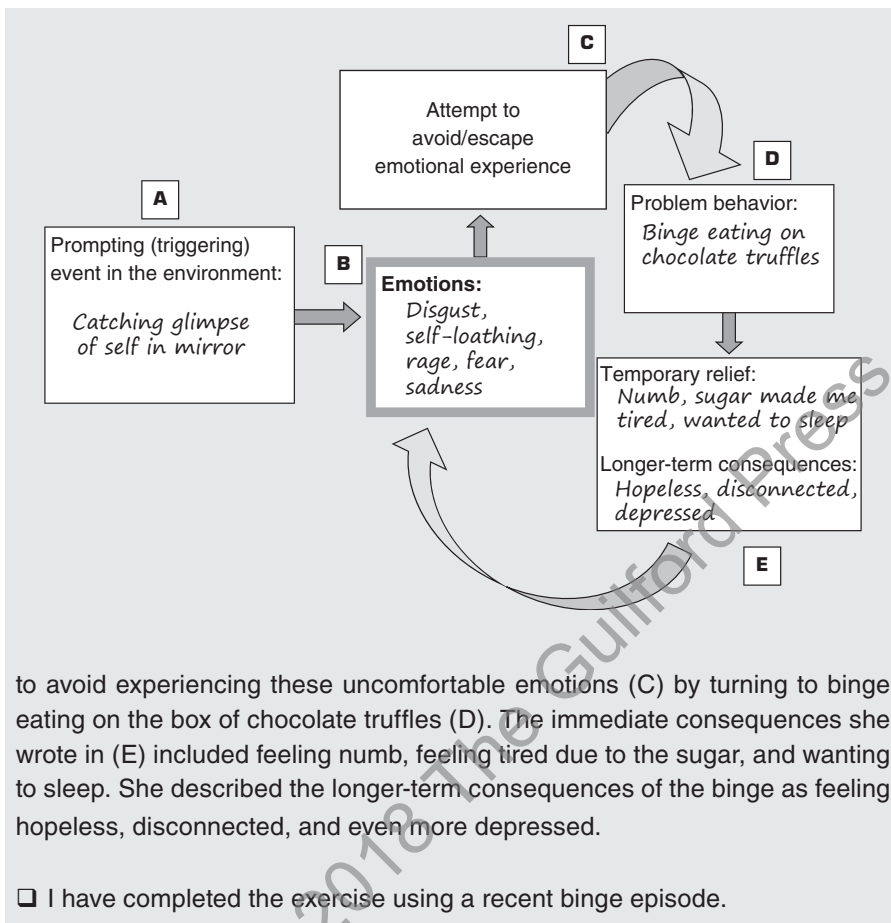 C
Attempt to
avoid/escape
emotional experience
D
A
Problem behavior:
Binge eating on
chocolate truffles
Prompting (triggering)
event in the environment:
Catching glimpse
of self in mirror
B
Emotions:
Disgust,
self-loathing,
rage, fear,
sadness
Temporary relief:
Numb, sugar made me
tired, wanted to sleep
Longer-term consequences:
Hopeless, disconnected,
depressed
E
to avoid experiencing these uncomfortable emotions (C) by turning to binge
eating on the box of chocolate truffles (D). The immediate consequences she
wrote in (E) included feeling numb, feeling tired due to the sugar, and wanting
to sleep. She described the longer-term consequences of the binge as feeling
hopeless, disconnected, and even more depressed.
❑ I have completed the exercise using a recent binge episode.
2018 The Guilford Press